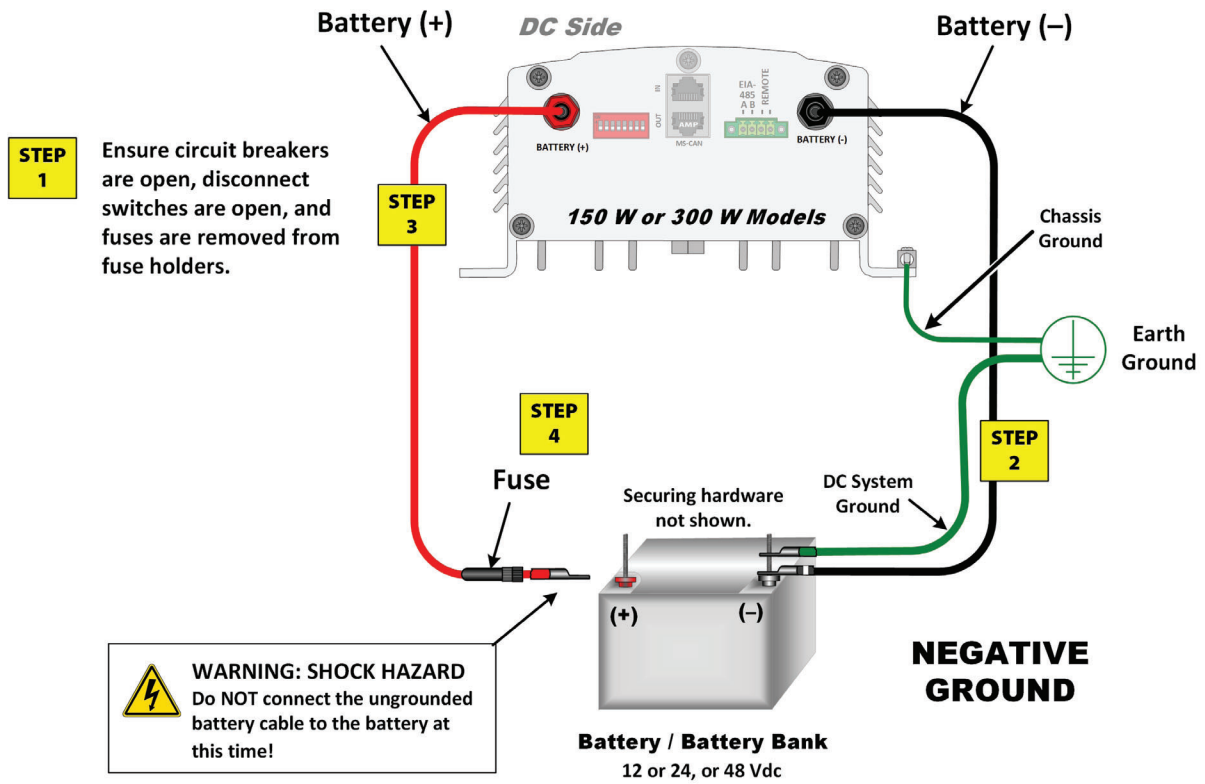 Battery (+)
DC Side
Battery (–)
IN
OUT
AMP
MS-CAN
EIA-
485
A B
REMOTE
BATTERY (+)
BATTERY (-)
150 W or 300 W Models
STEP
1
Ensure circuit breakers
are open, disconnect
switches are open, and
fuses are removed from
fuse holders.
STEP
3
Chassis
Ground
Earth
Ground
STEP
4
Fuse
STEP
2
Securing hardware
not shown.
DC System
Ground
(+)
(–)
WARNING: SHOCK HAZARD
Do NOT connect the ungrounded
battery cable to the battery at
this time!
NEGATIVE
GROUND
Battery / Battery Bank
12 or 24, or 48 Vdc